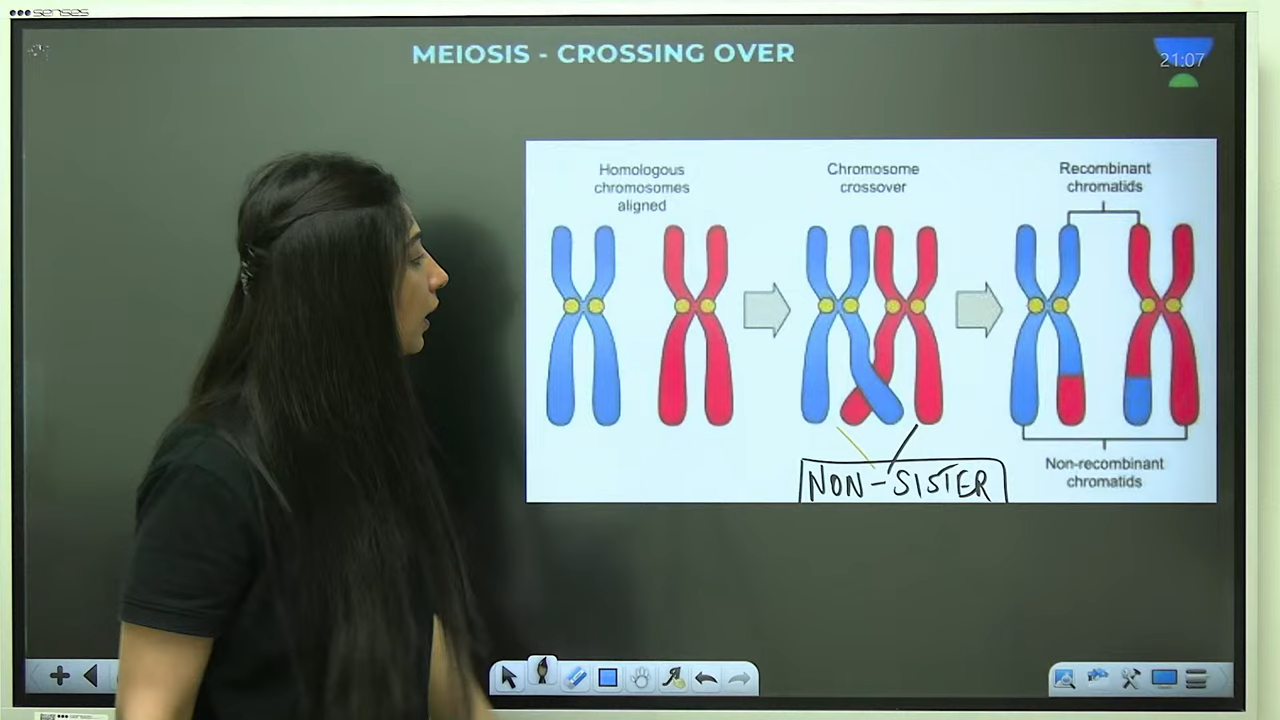 senses
MEIOSIS - CROSSING OVER
21:07
Homologous
chromosomes
aligned
Chromosome
crossover
Recombinant
chromatids
NON-SISTER
Non-recombinant
chromatids